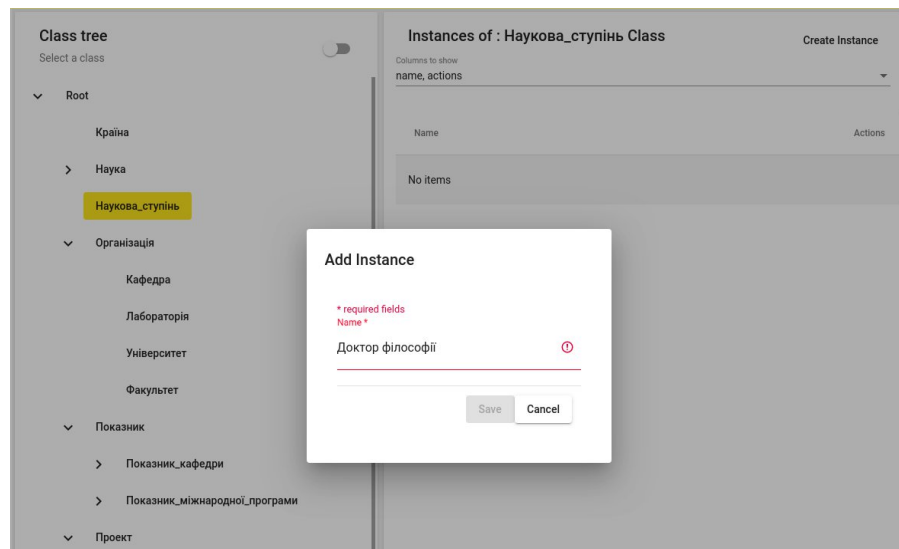 Class tree
Select a class
Root
Країна
Наука
Наукова_ступінь
Організація
Кафедра
Лабораторія
Університет
Факультет
Показник
Показник_кафедри
Показник_міжнародної_програми
Проект
Instances of : Наукова_ступінь Class
Create Instance
Columns to show
name, actions
Name Actions
No items
Add Instance
* required fields
Name *
Доктор філософії
Save Cancel